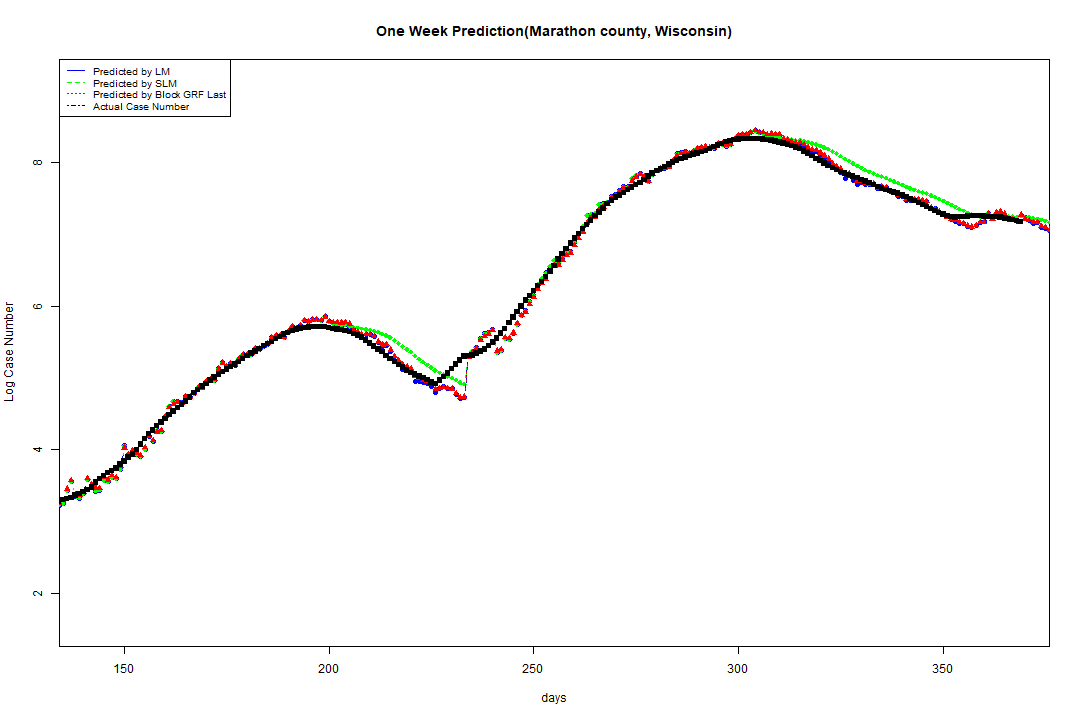 One Week Prediction(Marathon county, Wisconsin)
Predicted by LM
Predicted by SLM
Predicted by Block GRF Last
Actual Case Number
8
6
4
2
Log Case Number
150 200 250 300 350
days